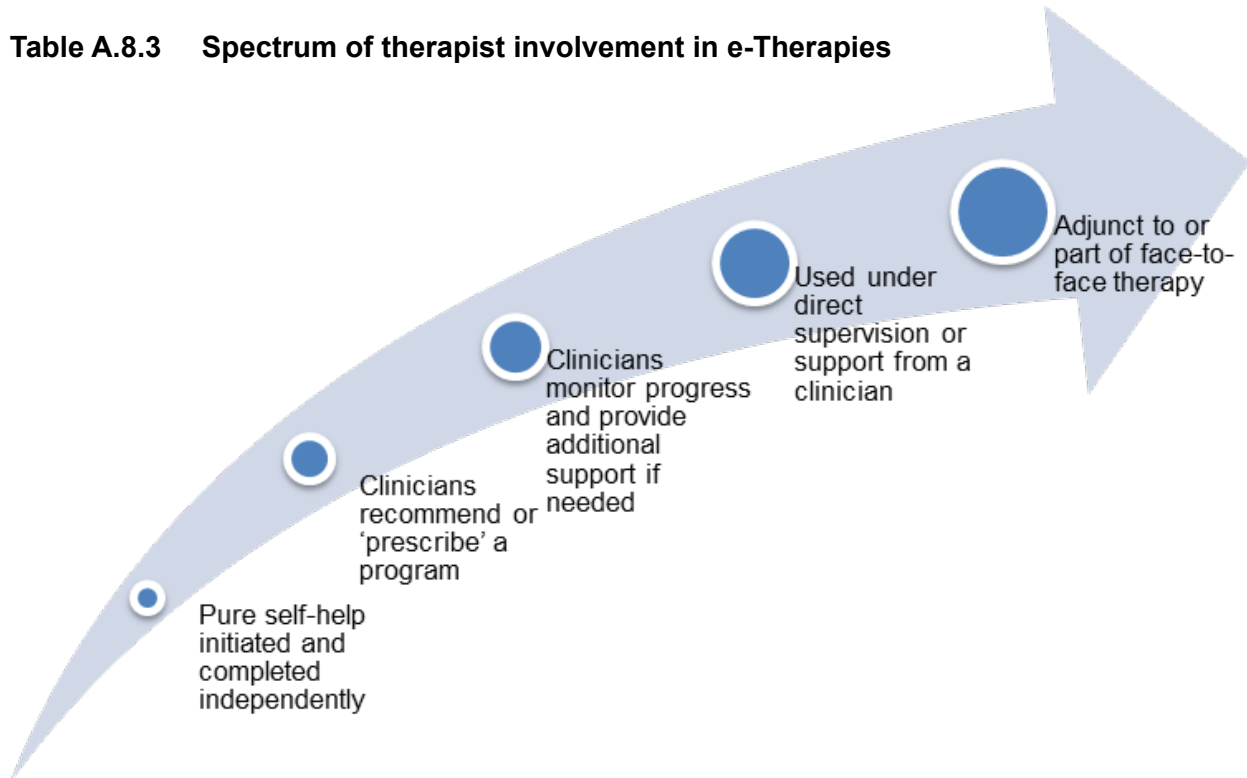 Table A.8.3 Spectrum of therapist involvement in e-Therapies
Pure self-help
initiated and
completed
independently
Clinicians
recommend or
‘prescribe’ a
program
Clinicians
monitor progress
and provide
additional
support if
needed
Used under
direct
supervision or
support from a
clinician
Adjunct to or
part of face-to-
face therapy